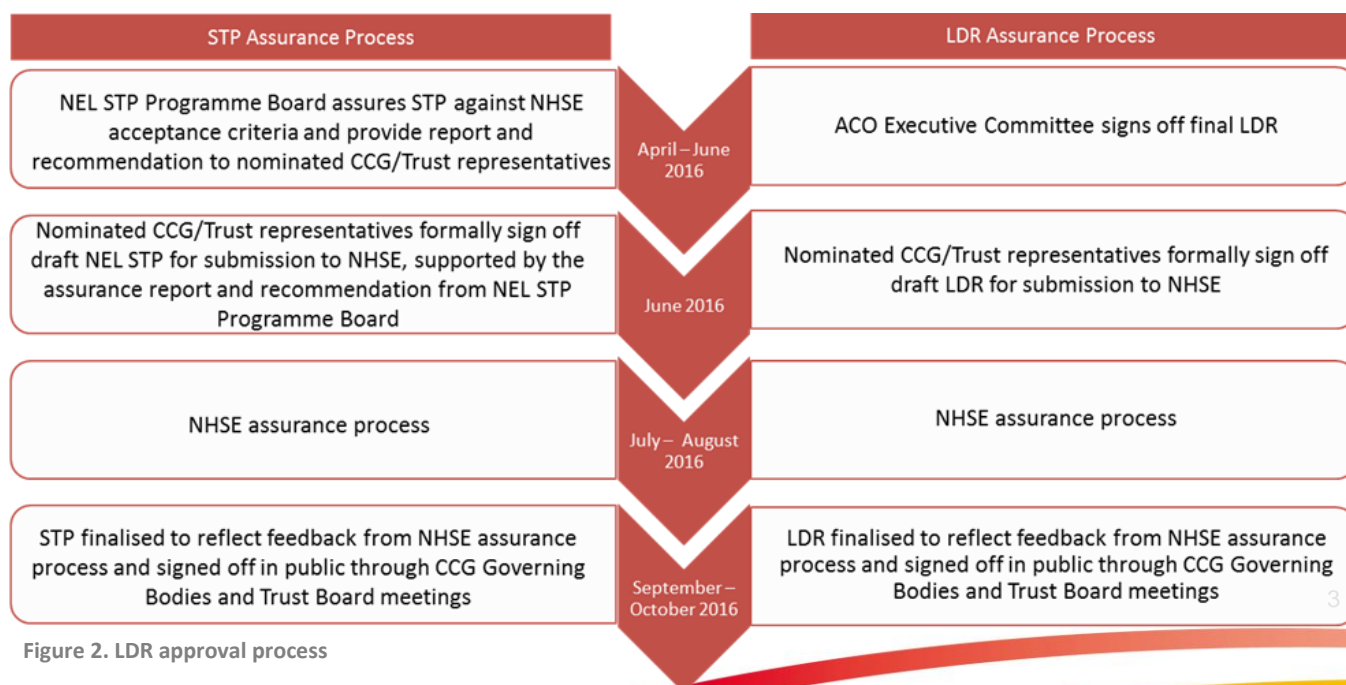 STP Assurance Process
LDR Assurance Process
NEL STP Programme Board assures STP against NHSE
acceptance criteria and provide report and
recommendation to nominated CCG/Trust representatives
April – June
2016
ACO Executive Committee signs off final LDR
Nominated CCG/Trust representatives formally sign off
draft NEL STP for submission to NHSE, supported by the
assurance report and recommendation from NEL STP
Programme Board
June 2016
Nominated CCG/Trust representatives formally sign off
draft LDR for submission to NHSE
NHSE assurance process
July – August
2016
NHSE assurance process
STP finalised to reflect feedback from NHSE assurance
process and signed off in public through CCG Governing
Bodies and Trust Board meetings
September –
October 2016
LDR finalised to reflect feedback from NHSE assurance
process and signed off in public through CCG Governing
Bodies and Trust Board meetings
3
Figure 2. LDR approval process